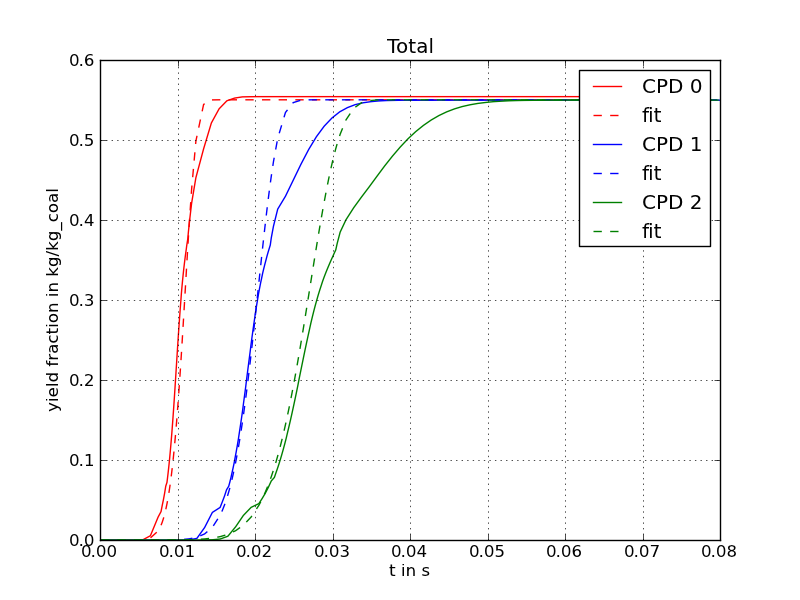 Total
yield fraction in kg/kg_coal
0.6
0.5
0.4
0.3
0.2
0.1
0.0
CPD 0
fit
CPD 1
fit
CPD 2
fit
0.00 0.01 0.02 0.03 0.04 0.05 0.06 0.07 0.08
t in s